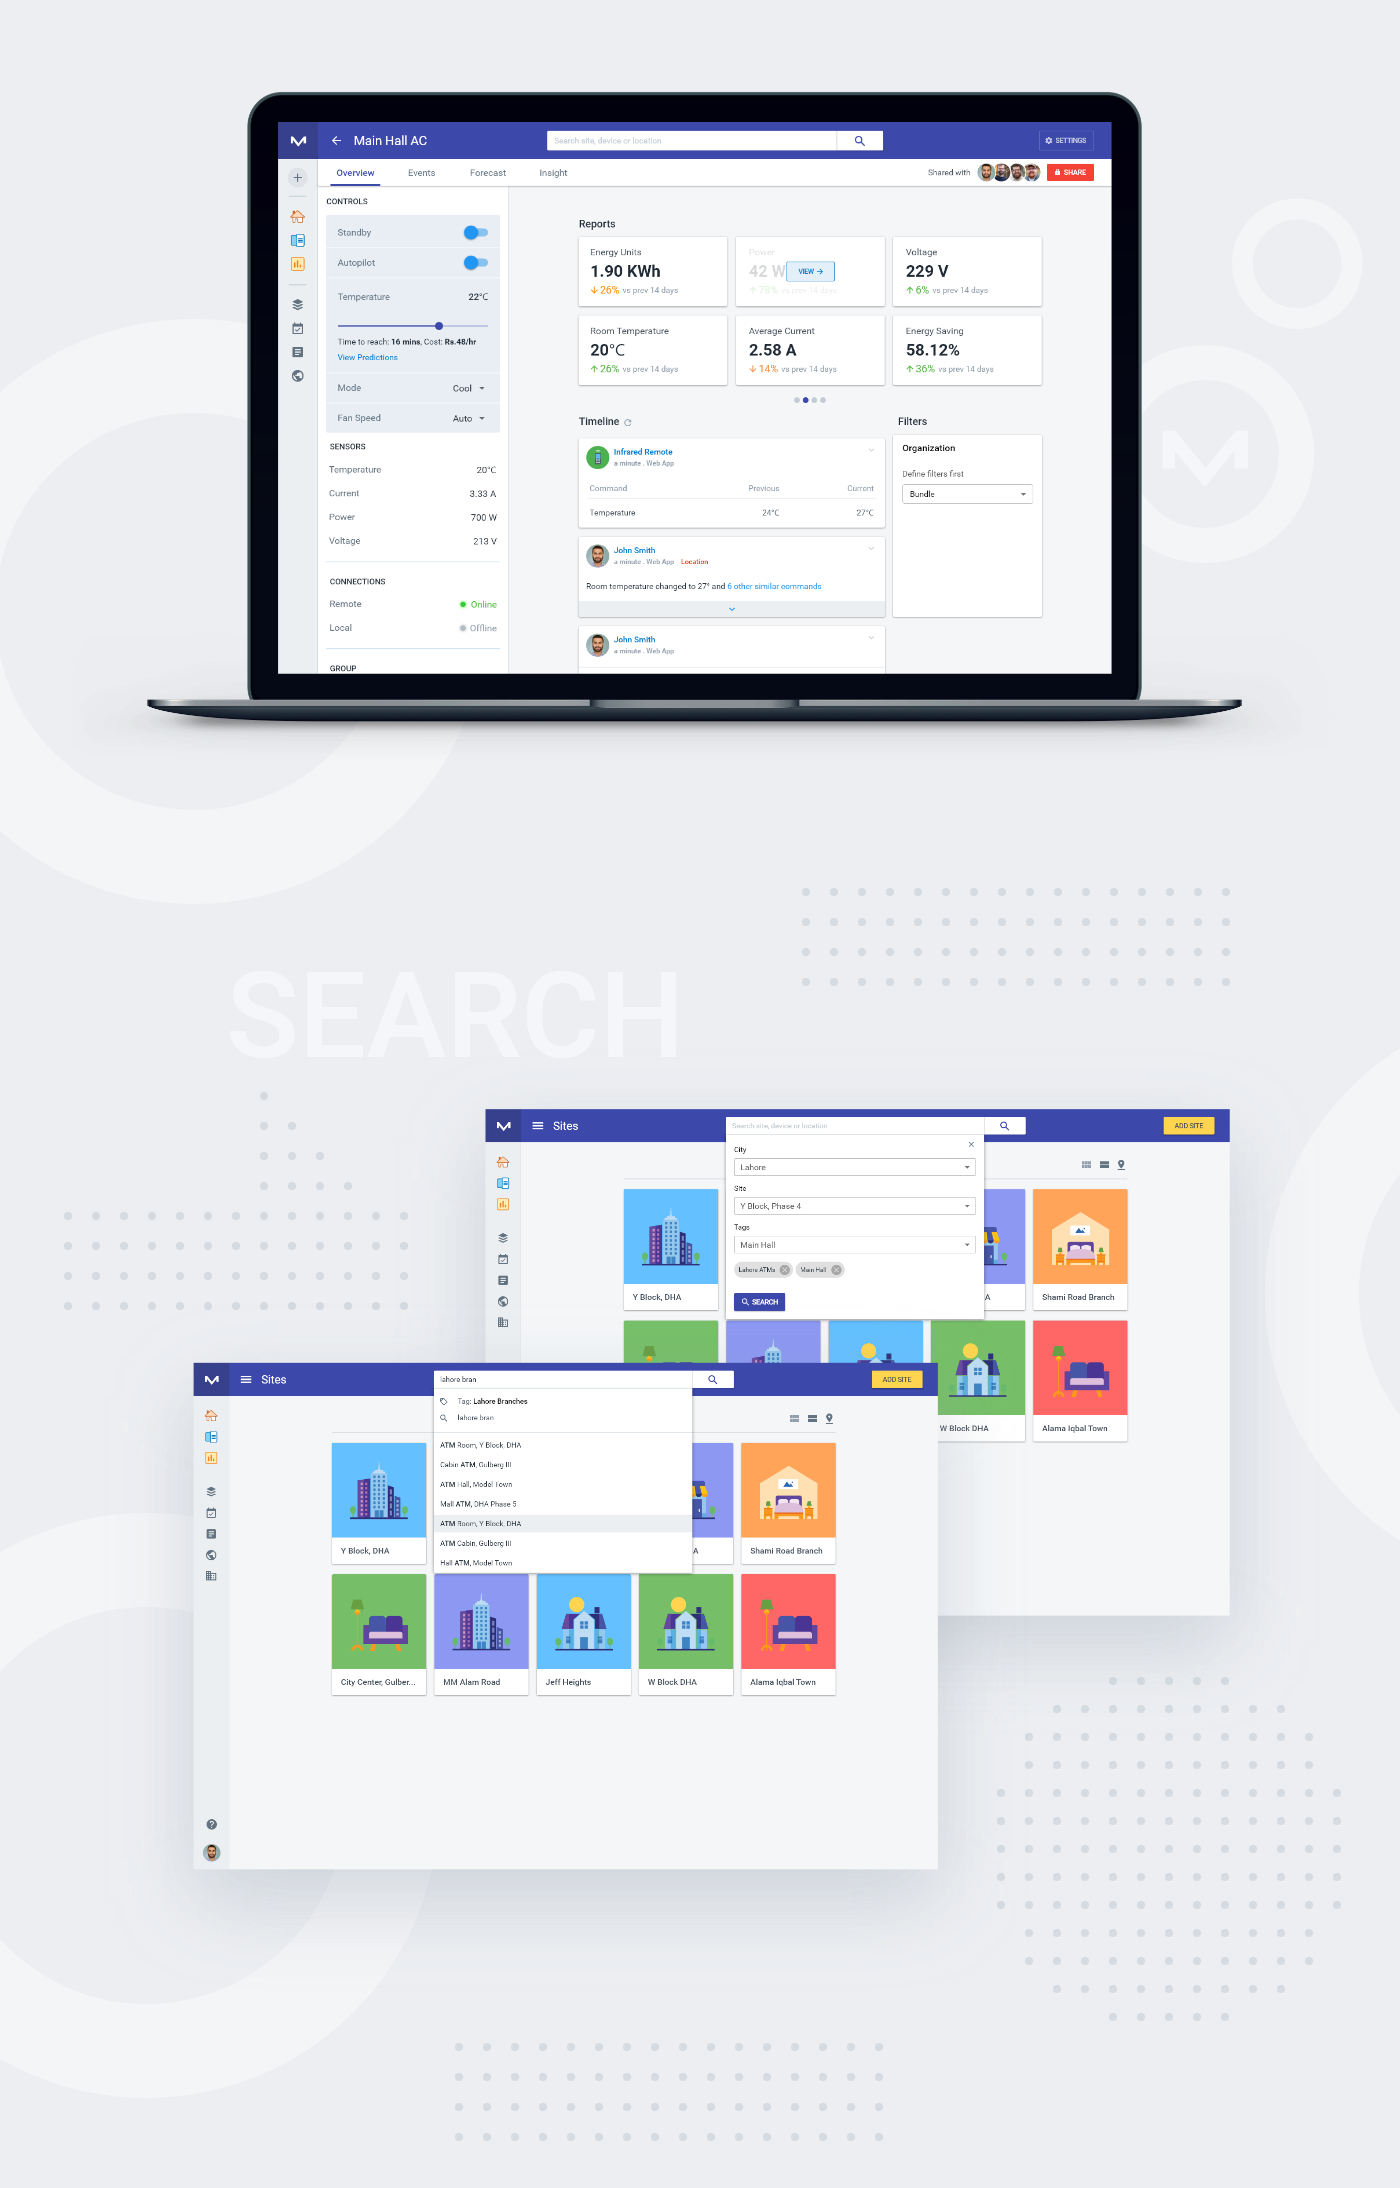 Main Hall AC
Search site, device or location
SETTINGS
Overview
Events
Forecast
Insight
Shared with
SHARE
CONTROLS
Standby
Autopilot
Temperature 22°C
Time to reach: 16 mins, Cost: Rs.48/hr
View Predictions
Mode Cool
Fan Speed Auto
SENSORS
Temperature 20°C
Current 3.33 A
Power 700 W
Voltage 213 V
CONNECTIONS
Remote Online
Local Offline
GROUP
Reports
Energy Units
1.90 KWh
26% vs prev 14 days
Power
42 W
VIEW
78% vs prev 14 days
Voltage
229 V
6% vs prev 14 days
Room Temperature
20°C
26% vs prev 14 days
Average Current
2.58 A
14% vs prev 14 days
Energy Saving
58.12%
36% vs prev 14 days
Timeline
Infrared Remote
a minute . Web App
Command Previous Current
Temperature 24°C 27°C
John Smith
a minute . Web App Location
Room temperature changed to 27° and 6 other similar commands
John Smith
a minute . Web App
Filters
Organization
Define filters first
Bundle
SEARCH
Sites
Search site, device or location
ADD SITE
City
Lahore
Site
Y Block, Phase 4
Tags
Main Hall
Lahore ATMs
Main Hall
SEARCH
Y Block, DHA
A
Shami Road Branch
W Block DHA
Alama Iqbal Town
Sites
lahore bran
ADD SITE
Tag: Lahore Branches
lahore bran
ATM Room, Y Block, DHA
Cabin ATM, Gulberg III
ATM Hall, Model Town
Mall ATM, DHA Phase 5
ATM Room, Y Block, DHA
ATM Cabin, Gulberg III
Hall ATM, Model Town
Y Block, DHA
A
Shami Road Branch
City Center, Gulber...
MM Alam Road
Jeff Heights
W Block DHA
Alama Iqbal Town